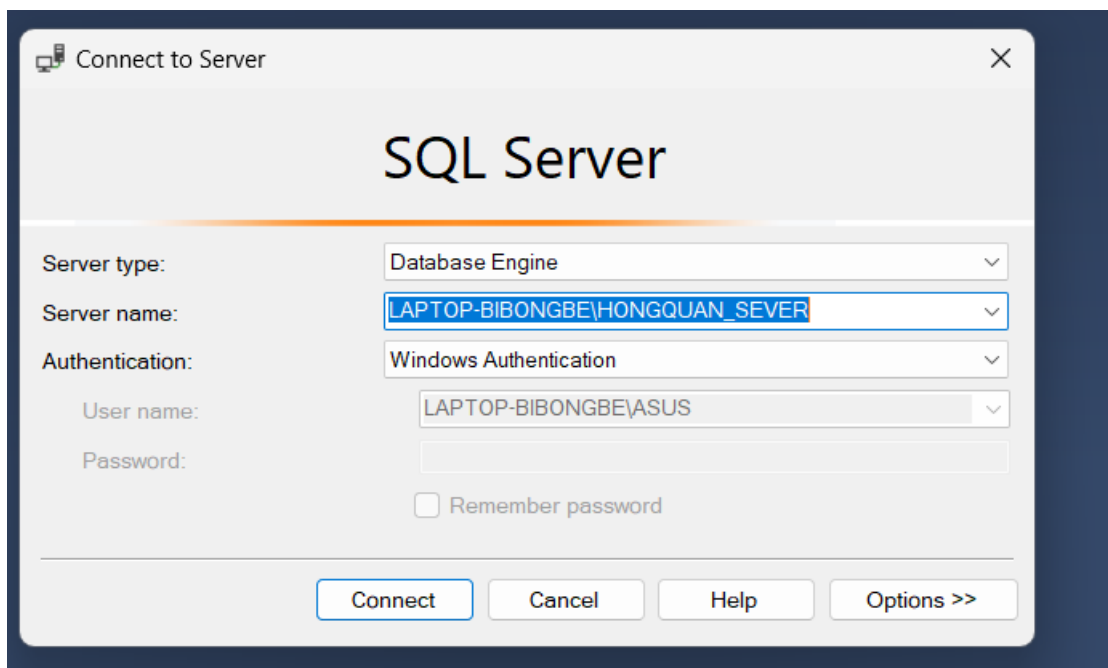 Connect to Server
SQL Server
Server type: Database Engine
Server name: LAPTOP-BIBONGBE\HONGQUAN_SEVER
Authentication: Windows Authentication
User name: LAPTOP-BIBONGBE\ASUS
Password:
Remember password
Connect Cancel Help Options >>